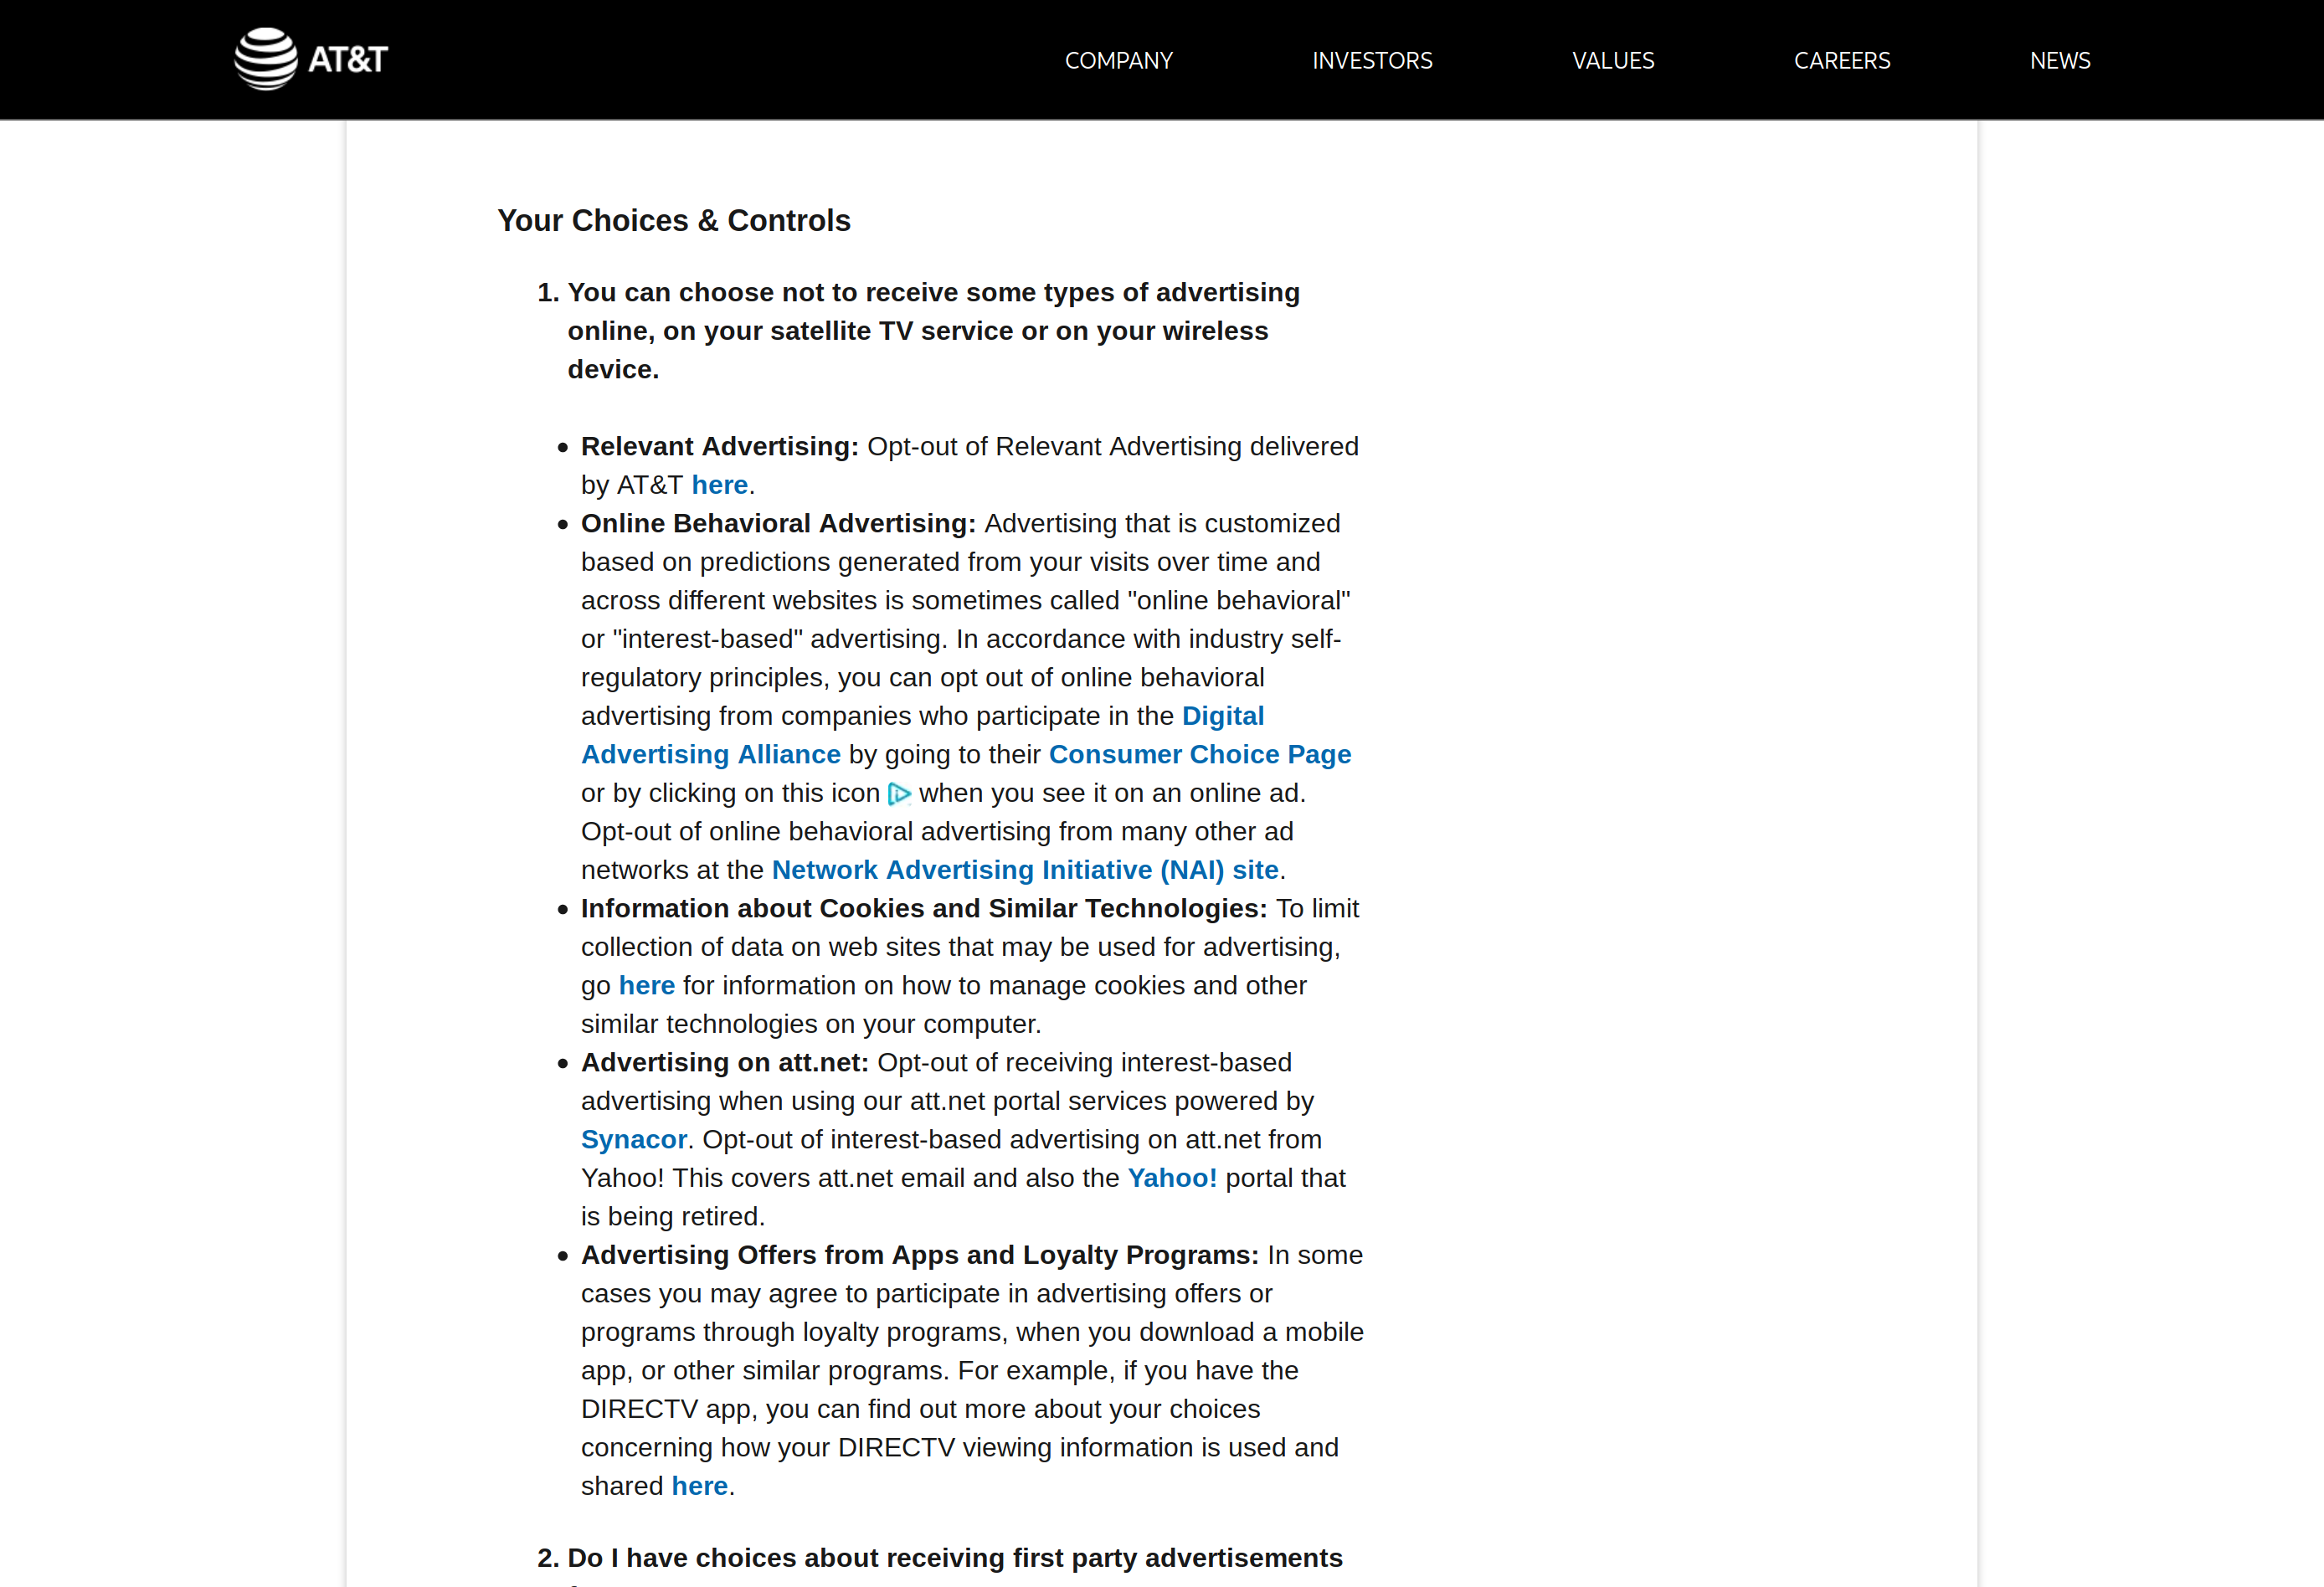 AT&T
COMPANY
INVESTORS
VALUES
CAREERS
NEWS
Your Choices & Controls
1. You can choose not to receive some types of advertising
online, on your satellite TV service or on your wireless
device.
Relevant Advertising: Opt-out of Relevant Advertising delivered
by AT&T here.
Online Behavioral Advertising: Advertising that is customized
based on predictions generated from your visits over time and
across different websites is sometimes called "online behavioral"
or "interest-based" advertising. In accordance with industry self-
regulatory principles, you can opt out of online behavioral
advertising from companies who participate in the Digital
Advertising Alliance by going to their Consumer Choice Page
or by clicking on this icon when you see it on an online ad.
Opt-out of online behavioral advertising from many other ad
networks at the Network Advertising Initiative (NAI) site.
Information about Cookies and Similar Technologies: To limit
collection of data on web sites that may be used for advertising,
go here for information on how to manage cookies and other
similar technologies on your computer.
Advertising on att.net: Opt-out of receiving interest-based
advertising when using our att.net portal services powered by
Synacor. Opt-out of interest-based advertising on att.net from
Yahoo! This covers att.net email and also the Yahoo! portal that
is being retired.
Advertising Offers from Apps and Loyalty Programs: In some
cases you may agree to participate in advertising offers or
programs through loyalty programs, when you download a mobile
app, or other similar programs. For example, if you have the
DIRECTV app, you can find out more about your choices
concerning how your DIRECTV viewing information is used and
shared here.
2. Do I have choices about receiving first party advertisements